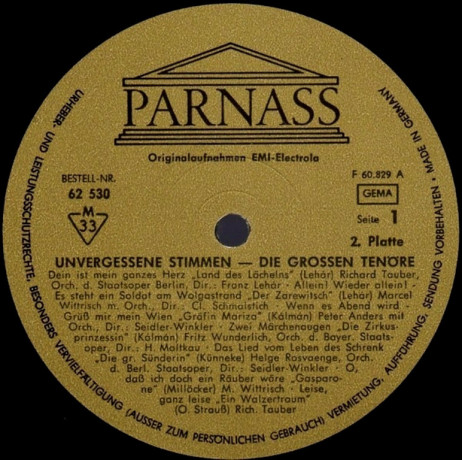 PARNASS
Originalaufnahmen EMI-Electrola
BESTELL-NR.
62 530
M
33
F 60.829 A
GEMA
Seite 1
2. Platte
UNVERGESSENE STIMMEN — DIE GROSSEN TENÖRE
Dein ist mein ganzes Herz „Land des Lächelns" (Lehár) Richard Tauber,
Orch. d. Staatsoper Berlin, Dir.: Franz Lehár · Allein! Wieder allein! -
Es steht ein Soldat am Wolgastrand „Der Zarewitsch" (Lehár) Marcel
Wittrisch m. Orch., Dir.: Cl. Schmalstich · Wenn es Abend wird -
Grüß mir mein Wien „Gräfin Mariza" (Kálmán) Peter Anders mit
Orch., Dir.: Seidler-Winkler · Zwei Märchenaugen „Die Zirkus-
prinzessin" (Kálmán) Fritz Wunderlich, Orch. d. Bayer. Staats-
oper, Dir.: H. Moltkau · Das Lied vom Leben des Schrenk
„Die gr. Sünderin" (Künneke) Helge Rosvaenge, Orch.
d. Berl. Staatsoper, Dir.: Seidler-Winkler · O,
daß ich doch ein Räuber wäre „Gasparo-
ne" (Millöcker) M. Wittrisch · Leise,
ganz leise „Ein Walzertraum"
(O. Strauß) Rich. Tauber
URHEBER- UND LEISTUNGSSCHUTZRECHTE, BESONDERS VERVIELFÄLTIGUNG (AUSSER ZUM PERSÖNLICHEN GEBRAUCH) VERMIETUNG, AUFFÜHRUNG, SENDUNG VORBEHALTEN • MADE IN GERMANY